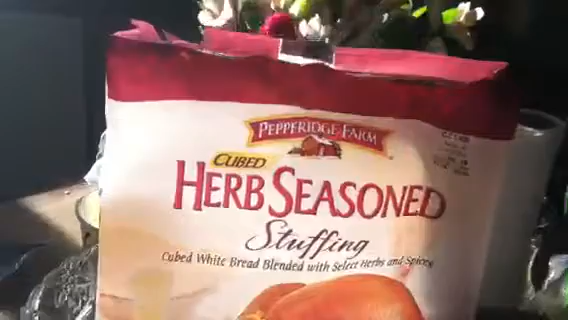 PEPPERIDGE FARM
CUBED
HERB SEASONED
Stuffing
Cubed White Bread Blended with Select Herbs and Spices